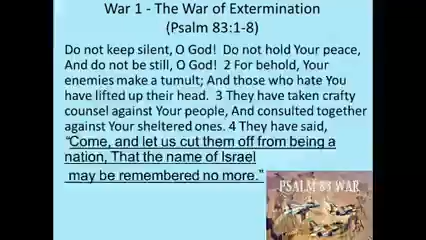 War 1 - The War of Extermination
(Psalm 83:1-8)
Do not keep silent, O God! Do not hold Your peace,
And do not be still, O God! 2 For behold, Your
enemies make a tumult; And those who hate You
have lifted up their head. 3 They have taken crafty
counsel against Your people, And consulted together
against Your sheltered ones. 4 They have said,
“Come, and let us cut them off from being a
nation, That the name of Israel
may be remembered no more.”
PSALM 83 WAR